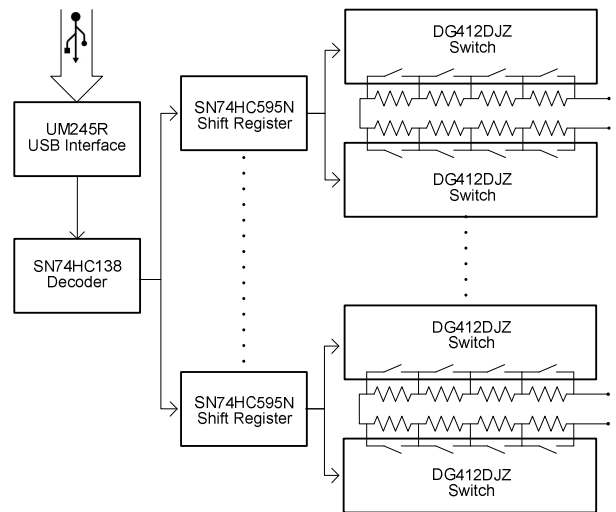 DG412DJZ
Switch
SN74HC595N
Shift Register
UM245R
USB Interface
DG412DJZ
Switch
SN74HC138
Decoder
DG412DJZ
Switch
SN74HC595N
Shift Register
DG412DJZ
Switch